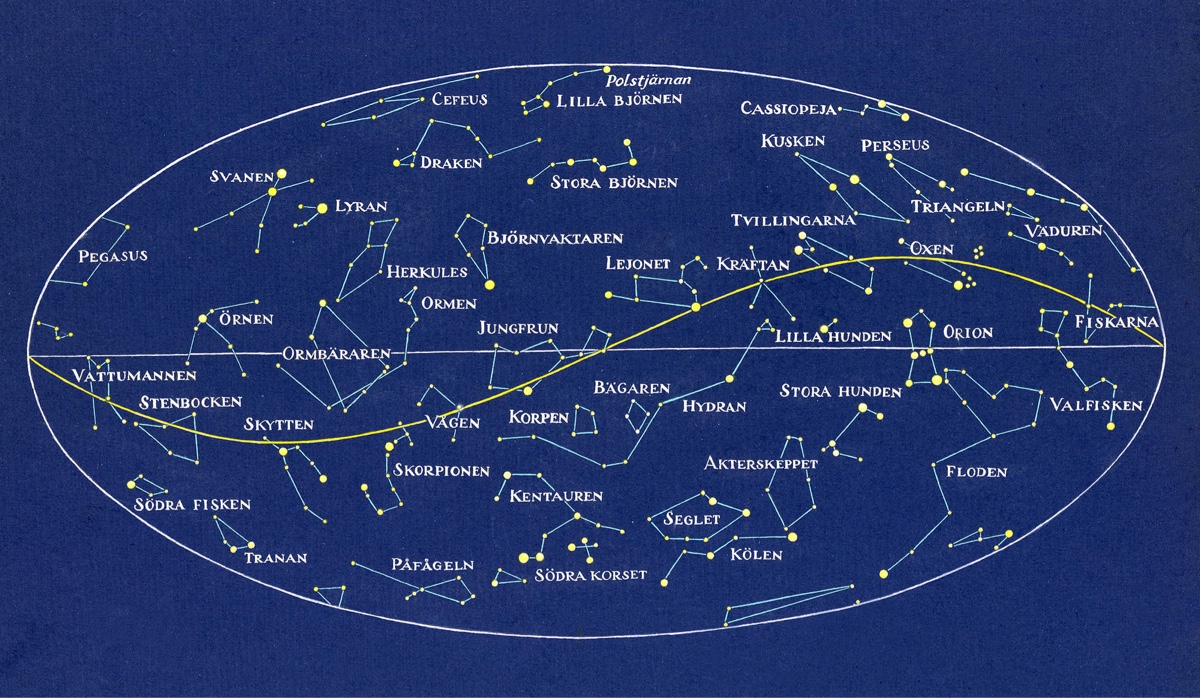 Polstjärnan
CEFEUS
LILLA BJÖRNEN
CASSIOPEJA
KUSKEN
PERSEUS
DRAKEN
STORA BJÖRNEN
SVANEN
LYRAN
TRIANGELN
TVILLINGARNA
VÄDUREN
BJÖRNVAKTAREN
OXEN
PEGASUS
LEJONET
KRÄFTAN
HERKULES
ORMEN
ÖRNEN
JUNGFRUN
FISKARNA
LILLA HUNDEN
ORION
ORMBÄRAREN
VATTUMANNEN
BÄGAREN
STORA HUNDEN
STENBOCKEN
HYDRAN
VALFISKEN
SKYTTEN
VÅGEN
KORPEN
AKTERSKEPPET
SKORPIONEN
FLODEN
KENTAUREN
SÖDRA FISKEN
SEGLET
TRANAN
KÖLEN
PÅFÅGELN
SÖDRA KORSET